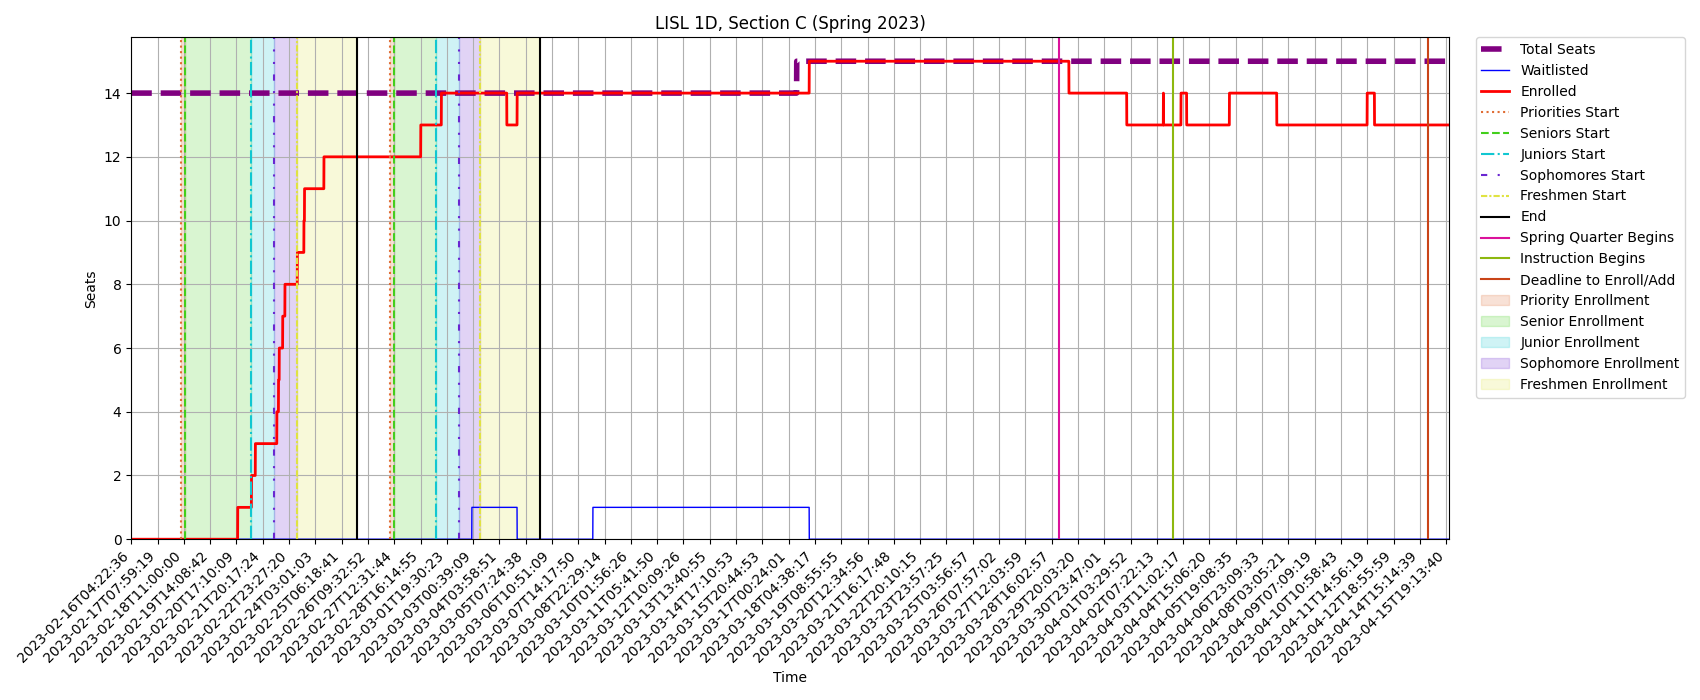 LISL 1D, Section C (Spring 2023)
Total Seats
Waitlisted
Enrolled
Priorities Start
Seniors Start
Juniors Start
Sophomores Start
Freshmen Start
End
Spring Quarter Begins
Instruction Begins
Deadline to Enroll/Add
Priority Enrollment
Senior Enrollment
Junior Enrollment
Sophomore Enrollment
Freshmen Enrollment
Seats
14
12
10
8
6
4
2
0
2023-02-16T04:22:36
2023-02-17T07:59:19
2023-02-18T11:00:00
2023-02-19T14:08:42
2023-02-20T17:10:09
2023-02-21T20:17:24
2023-02-22T23:27:20
2023-02-24T03:01:03
2023-02-25T06:18:41
2023-02-26T09:32:52
2023-02-27T12:31:44
2023-02-28T16:14:55
2023-03-01T19:30:23
2023-03-03T00:39:09
2023-03-04T03:58:51
2023-03-05T07:24:38
2023-03-06T10:51:09
2023-03-07T14:17:50
2023-03-08T22:29:14
2023-03-10T01:56:26
2023-03-11T05:41:50
2023-03-12T10:09:26
2023-03-13T13:40:55
2023-03-14T17:10:53
2023-03-15T20:44:53
2023-03-17T00:24:01
2023-03-18T04:38:17
2023-03-19T08:55:55
2023-03-20T12:34:56
2023-03-21T16:17:48
2023-03-22T20:10:15
2023-03-23T23:57:25
2023-03-25T03:56:57
2023-03-26T07:57:02
2023-03-27T12:03:59
2023-03-28T16:02:57
2023-03-29T20:03:20
2023-03-30T23:47:01
2023-04-01T03:29:52
2023-04-02T07:22:13
2023-04-03T11:02:17
2023-04-04T15:06:20
2023-04-05T19:08:35
2023-04-06T23:09:33
2023-04-08T03:05:21
2023-04-09T07:09:19
2023-04-10T10:58:43
2023-04-11T14:56:19
2023-04-12T18:55:59
2023-04-14T15:14:39
2023-04-15T19:13:40
Time